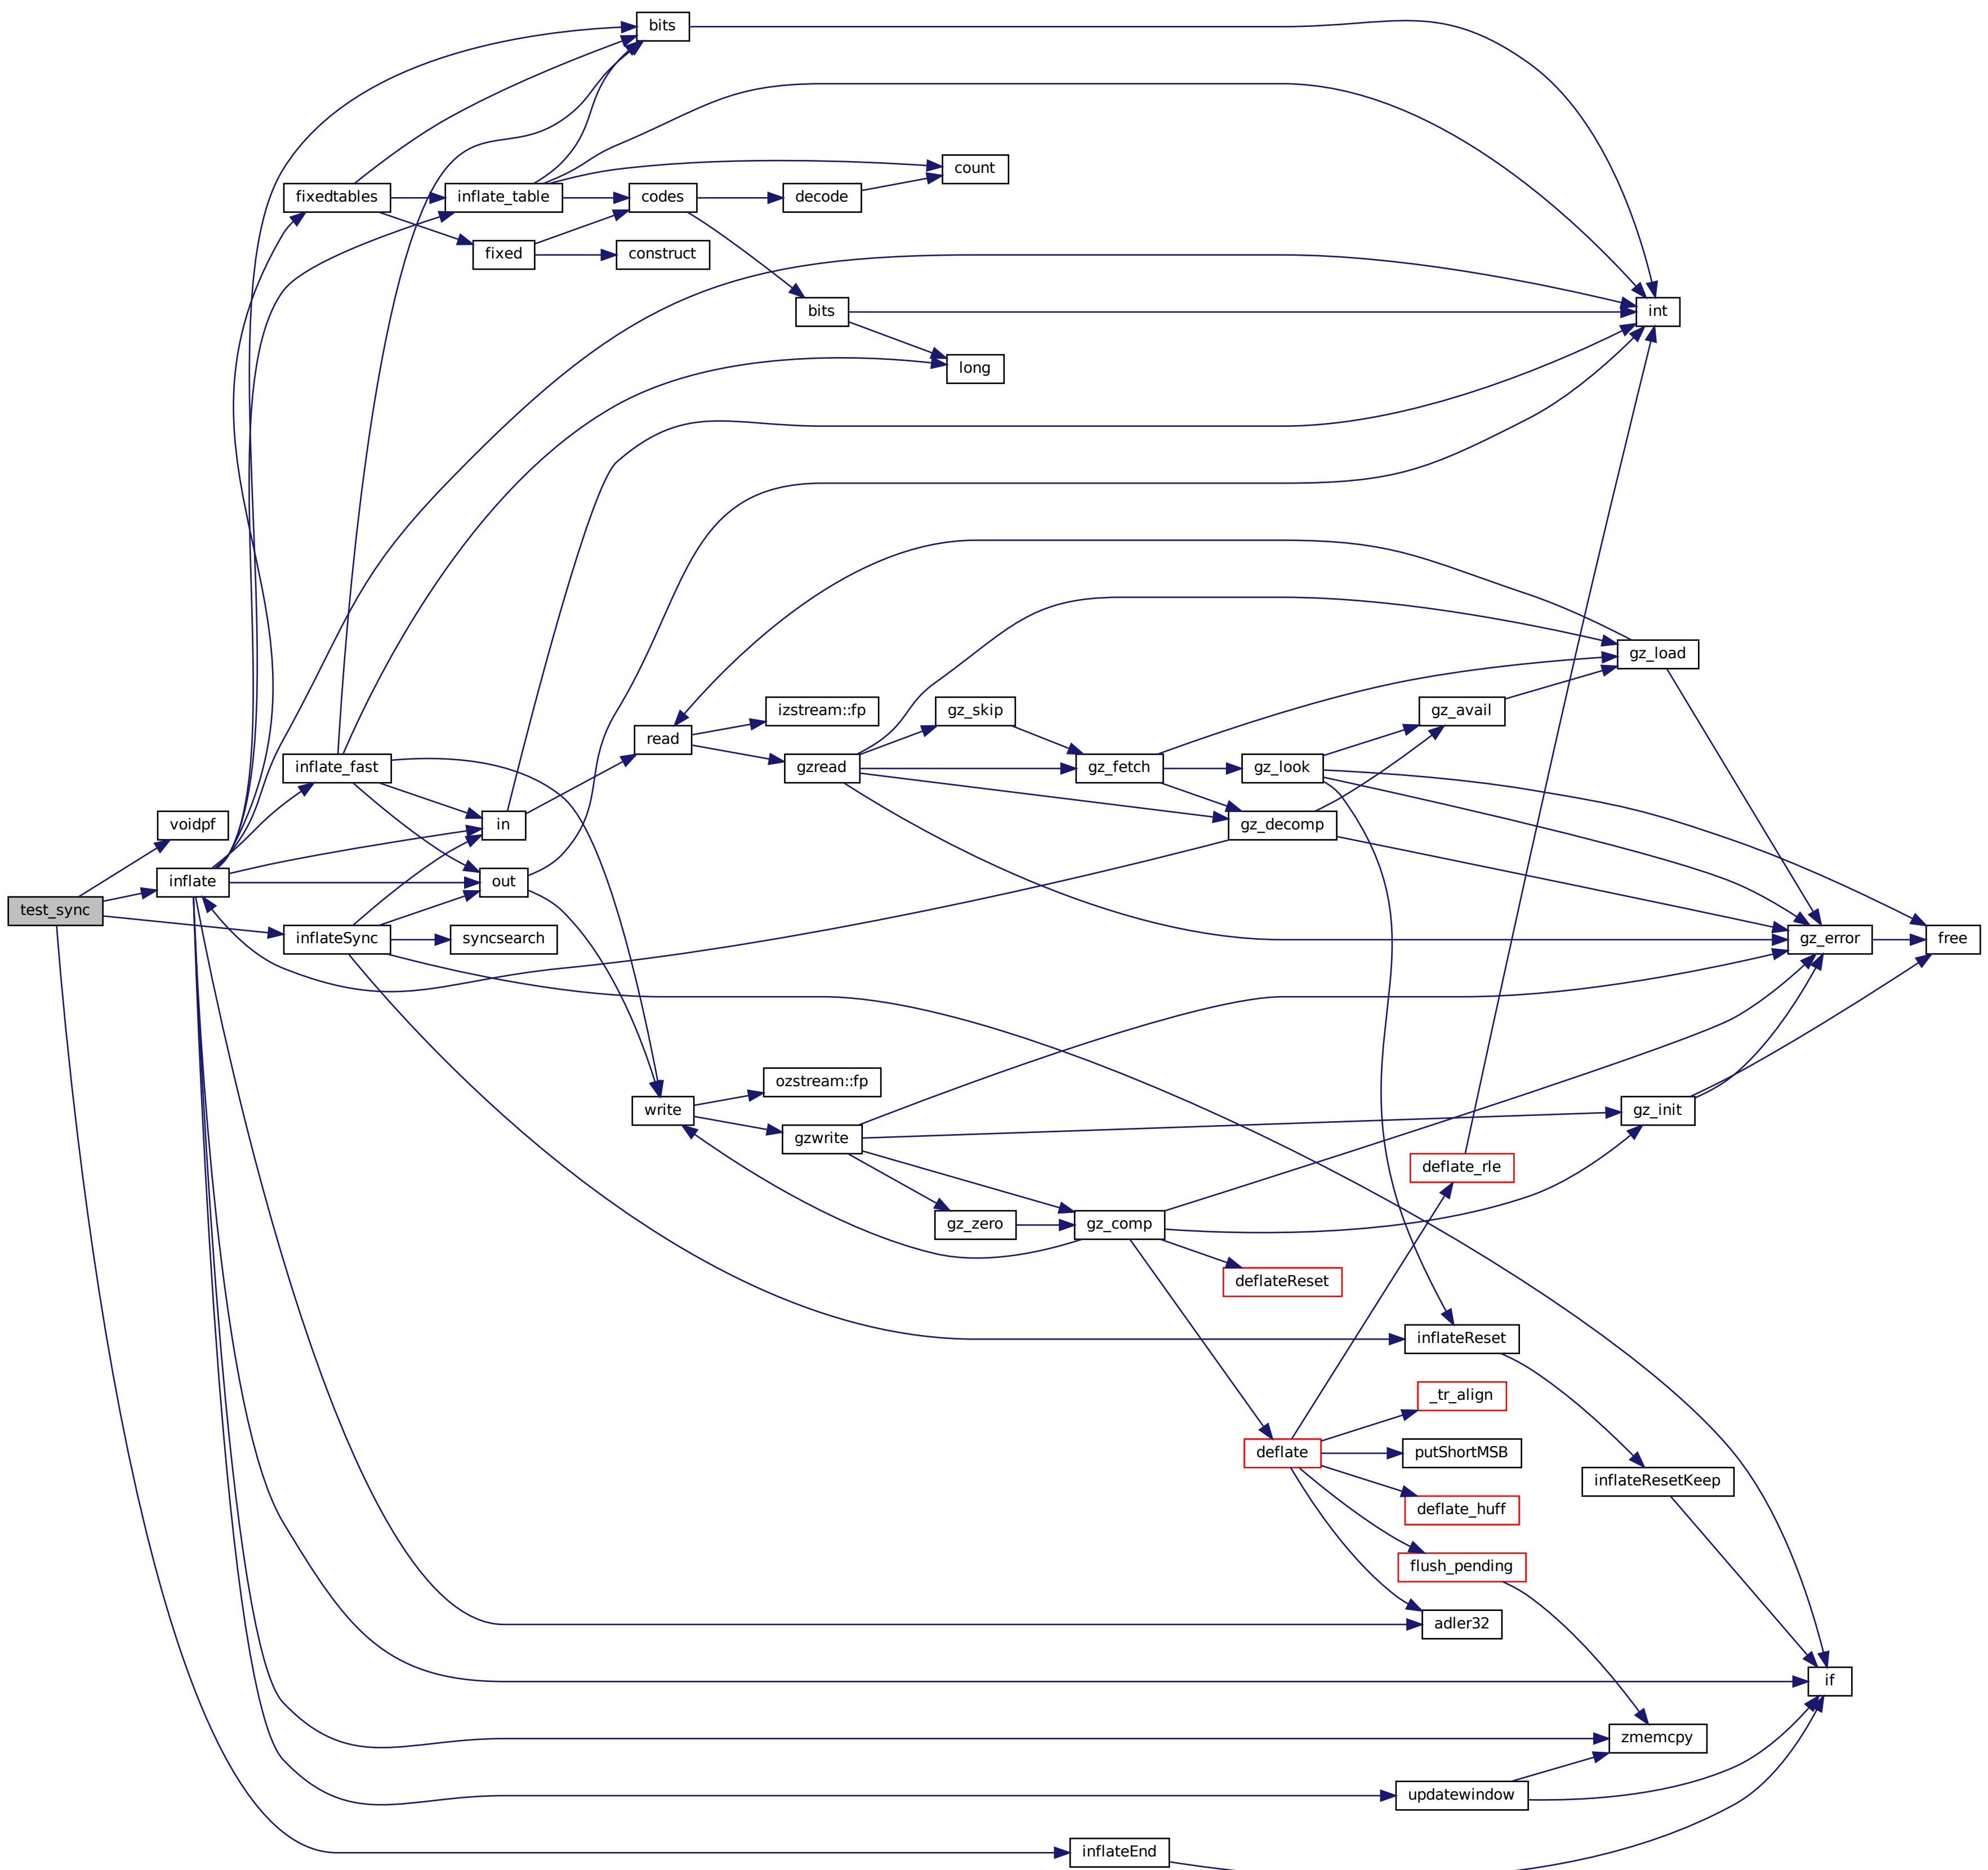 bits
count
fixedtables
inflate_table
codes
decode
fixed
construct
bits
int
long
gz_load
izstream::fp
gz_skip
gz_avail
read
inflate_fast
gzread
gz_fetch
gz_look
voidpf
in
gz_decomp
inflate
out
test_sync
inflateSync
syncsearch
gz_error
free
ozstream::fp
write
gz_init
gzwrite
deflate_rle
gz_zero
gz_comp
deflateReset
inflateReset
_tr_align
deflate
putShortMSB
inflateResetKeep
deflate_huff
flush_pending
adler32
if
zmemcpy
updatewindow
inflateEnd